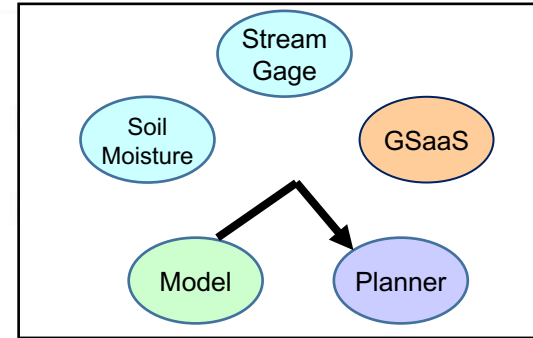 Stream
Gage
Soil
Moisture
GSaaS
Model
Planner